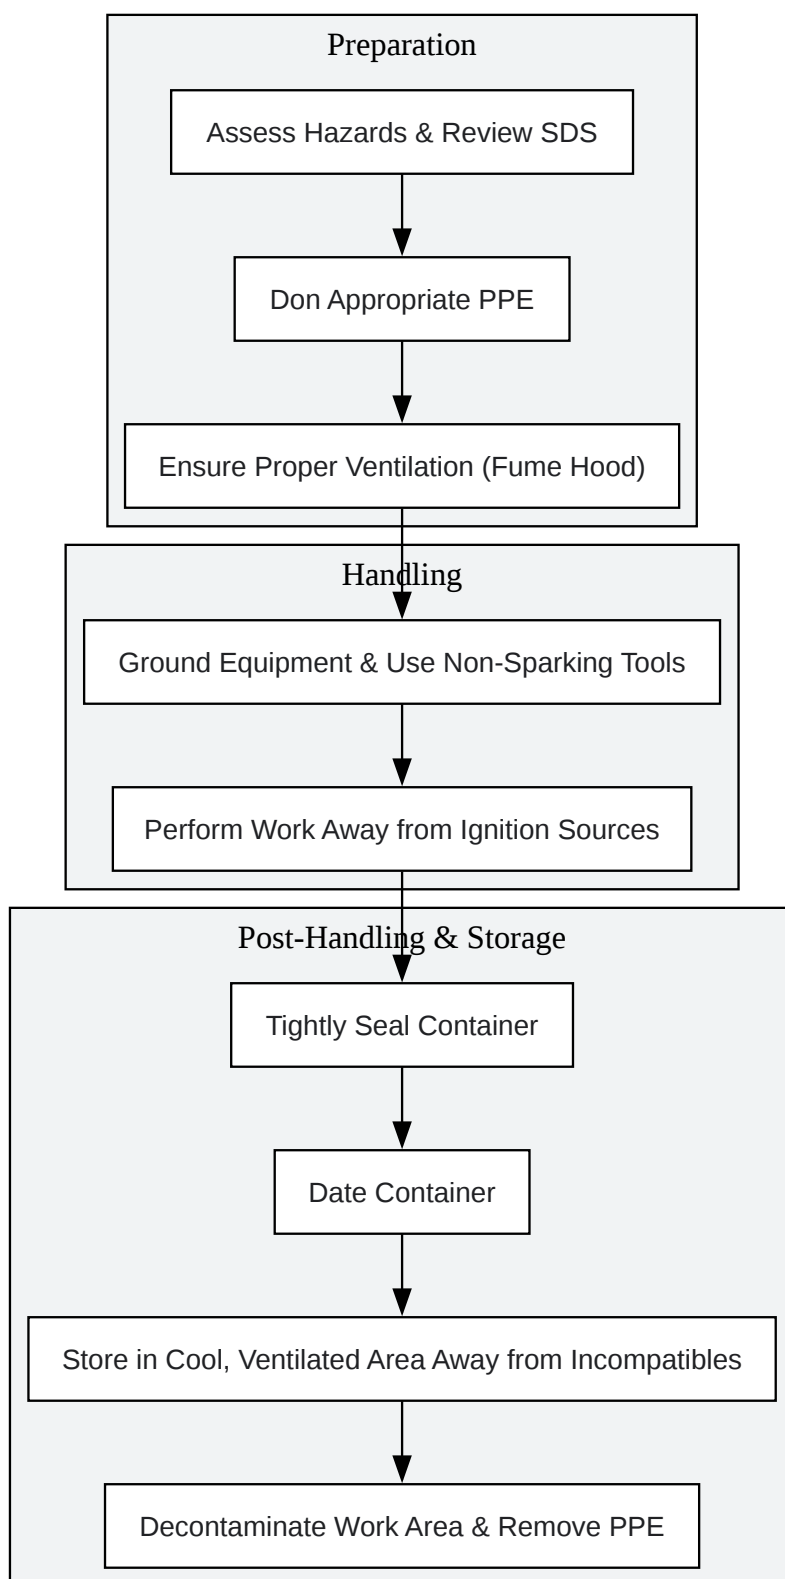 Preparation
Assess Hazards & Review SDS
Don Appropriate PPE
Ensure Proper Ventilation (Fume Hood)
Handling
Ground Equipment & Use Non-Sparking Tools
Perform Work Away from Ignition Sources
Post-Handling & Storage
Tightly Seal Container
Date Container
Store in Cool, Ventilated Area Away from Incompatibles
Decontaminate Work Area & Remove PPE